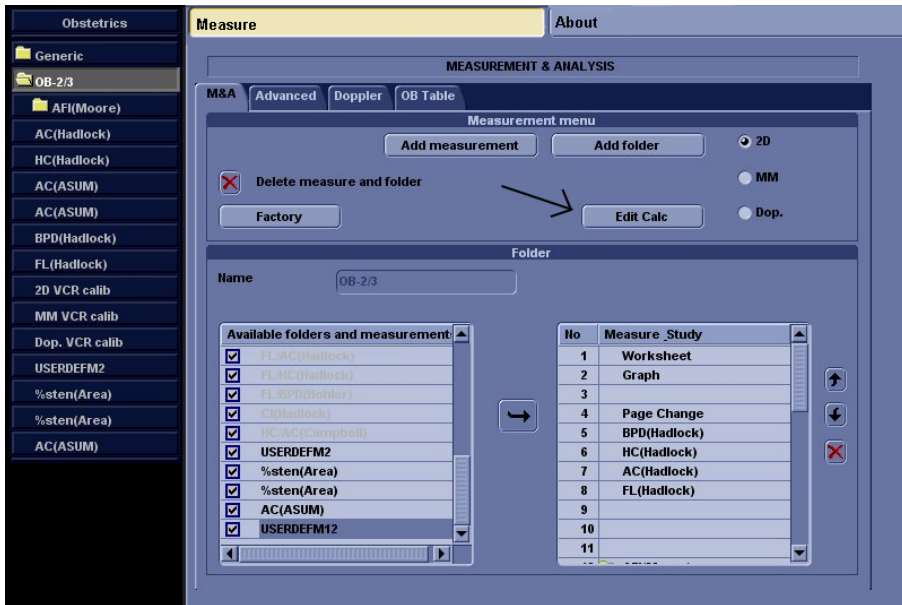 Obstetrics
Generic
OB-2/3
AFI(Moore)
AC(Hadlock)
HC(Hadlock)
AC(ASUM)
AC(ASUM)
BPD(Hadlock)
FL(Hadlock)
2D VCR calib
MM VCR calib
Dop. VCR calib
USERDEFM2
%sten(Area)
%sten(Area)
AC(ASUM)
Measure
About
MEASUREMENT & ANALYSIS
M&A
Advanced
Doppler
OB Table
Measurement menu
Add measurement
Add folder
2D
Delete measure and folder
MM
Factory
Edit Calc
Dop.
Folder
Name
OB-2/3
Available folders and measurement
FL/AC(Hadlock)
FL/HC(Hadlock)
FL/BPD(Hohler)
CI(Hadlock)
HC/AC(Campbell)
USERDEFM2
%sten(Area)
%sten(Area)
AC(ASUM)
USERDEFM12
No Measure _Study
1 Worksheet
2 Graph
3
4 Page Change
5 BPD(Hadlock)
6 HC(Hadlock)
7 AC(Hadlock)
8 FL(Hadlock)
9
10
11